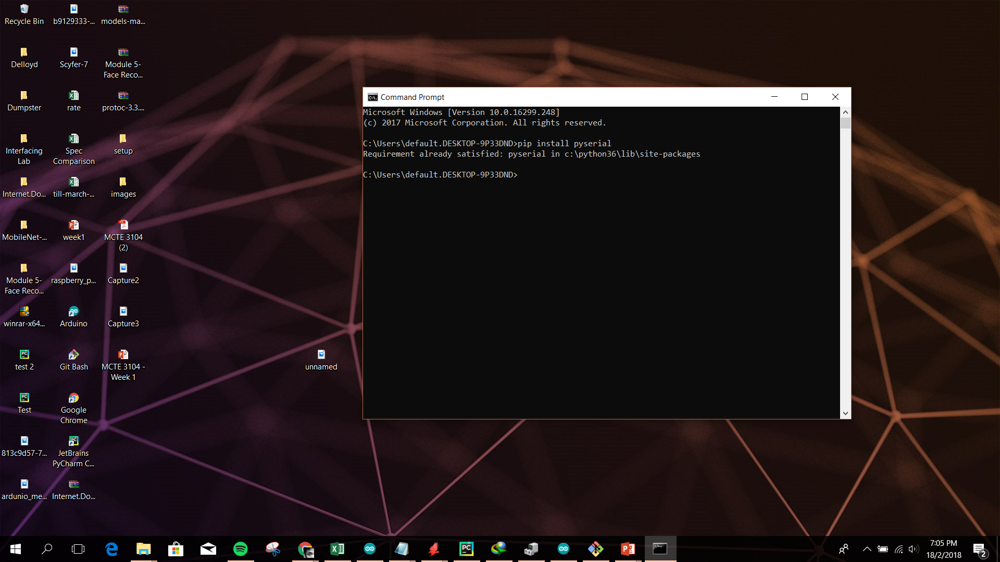 Recycle Bin
b9129333-...
models-ma...
Delloyd
Scyfer-7
Module 5-
Face Reco...
Dumpster
rate
protoc-3.3....
Interfacing
Lab
Spec
Comparison
setup
Internet.Do...
till-march-...
images
MobileNet-...
week1
MCTE 3104
(2)
Module 5-
Face Reco...
raspberry_p...
Capture2
winrar-x64...
Arduino
Capture3
test 2
Git Bash
MCTE 3104 -
Week 1
unnamed
Test
Google
Chrome
813c9d57-7...
JetBrains
PyCharm C...
ardunio_me...
Internet.Do...
Command Prompt
Microsoft Windows [Version 10.0.16299.248]
(c) 2017 Microsoft Corporation. All rights reserved.
C:\Users\default.DESKTOP-9P33DND>pip install pyserial
Requirement already satisfied: pyserial in c:\python36\lib\site-packages
C:\Users\default.DESKTOP-9P33DND>
7:05 PM
18/2/2018
2